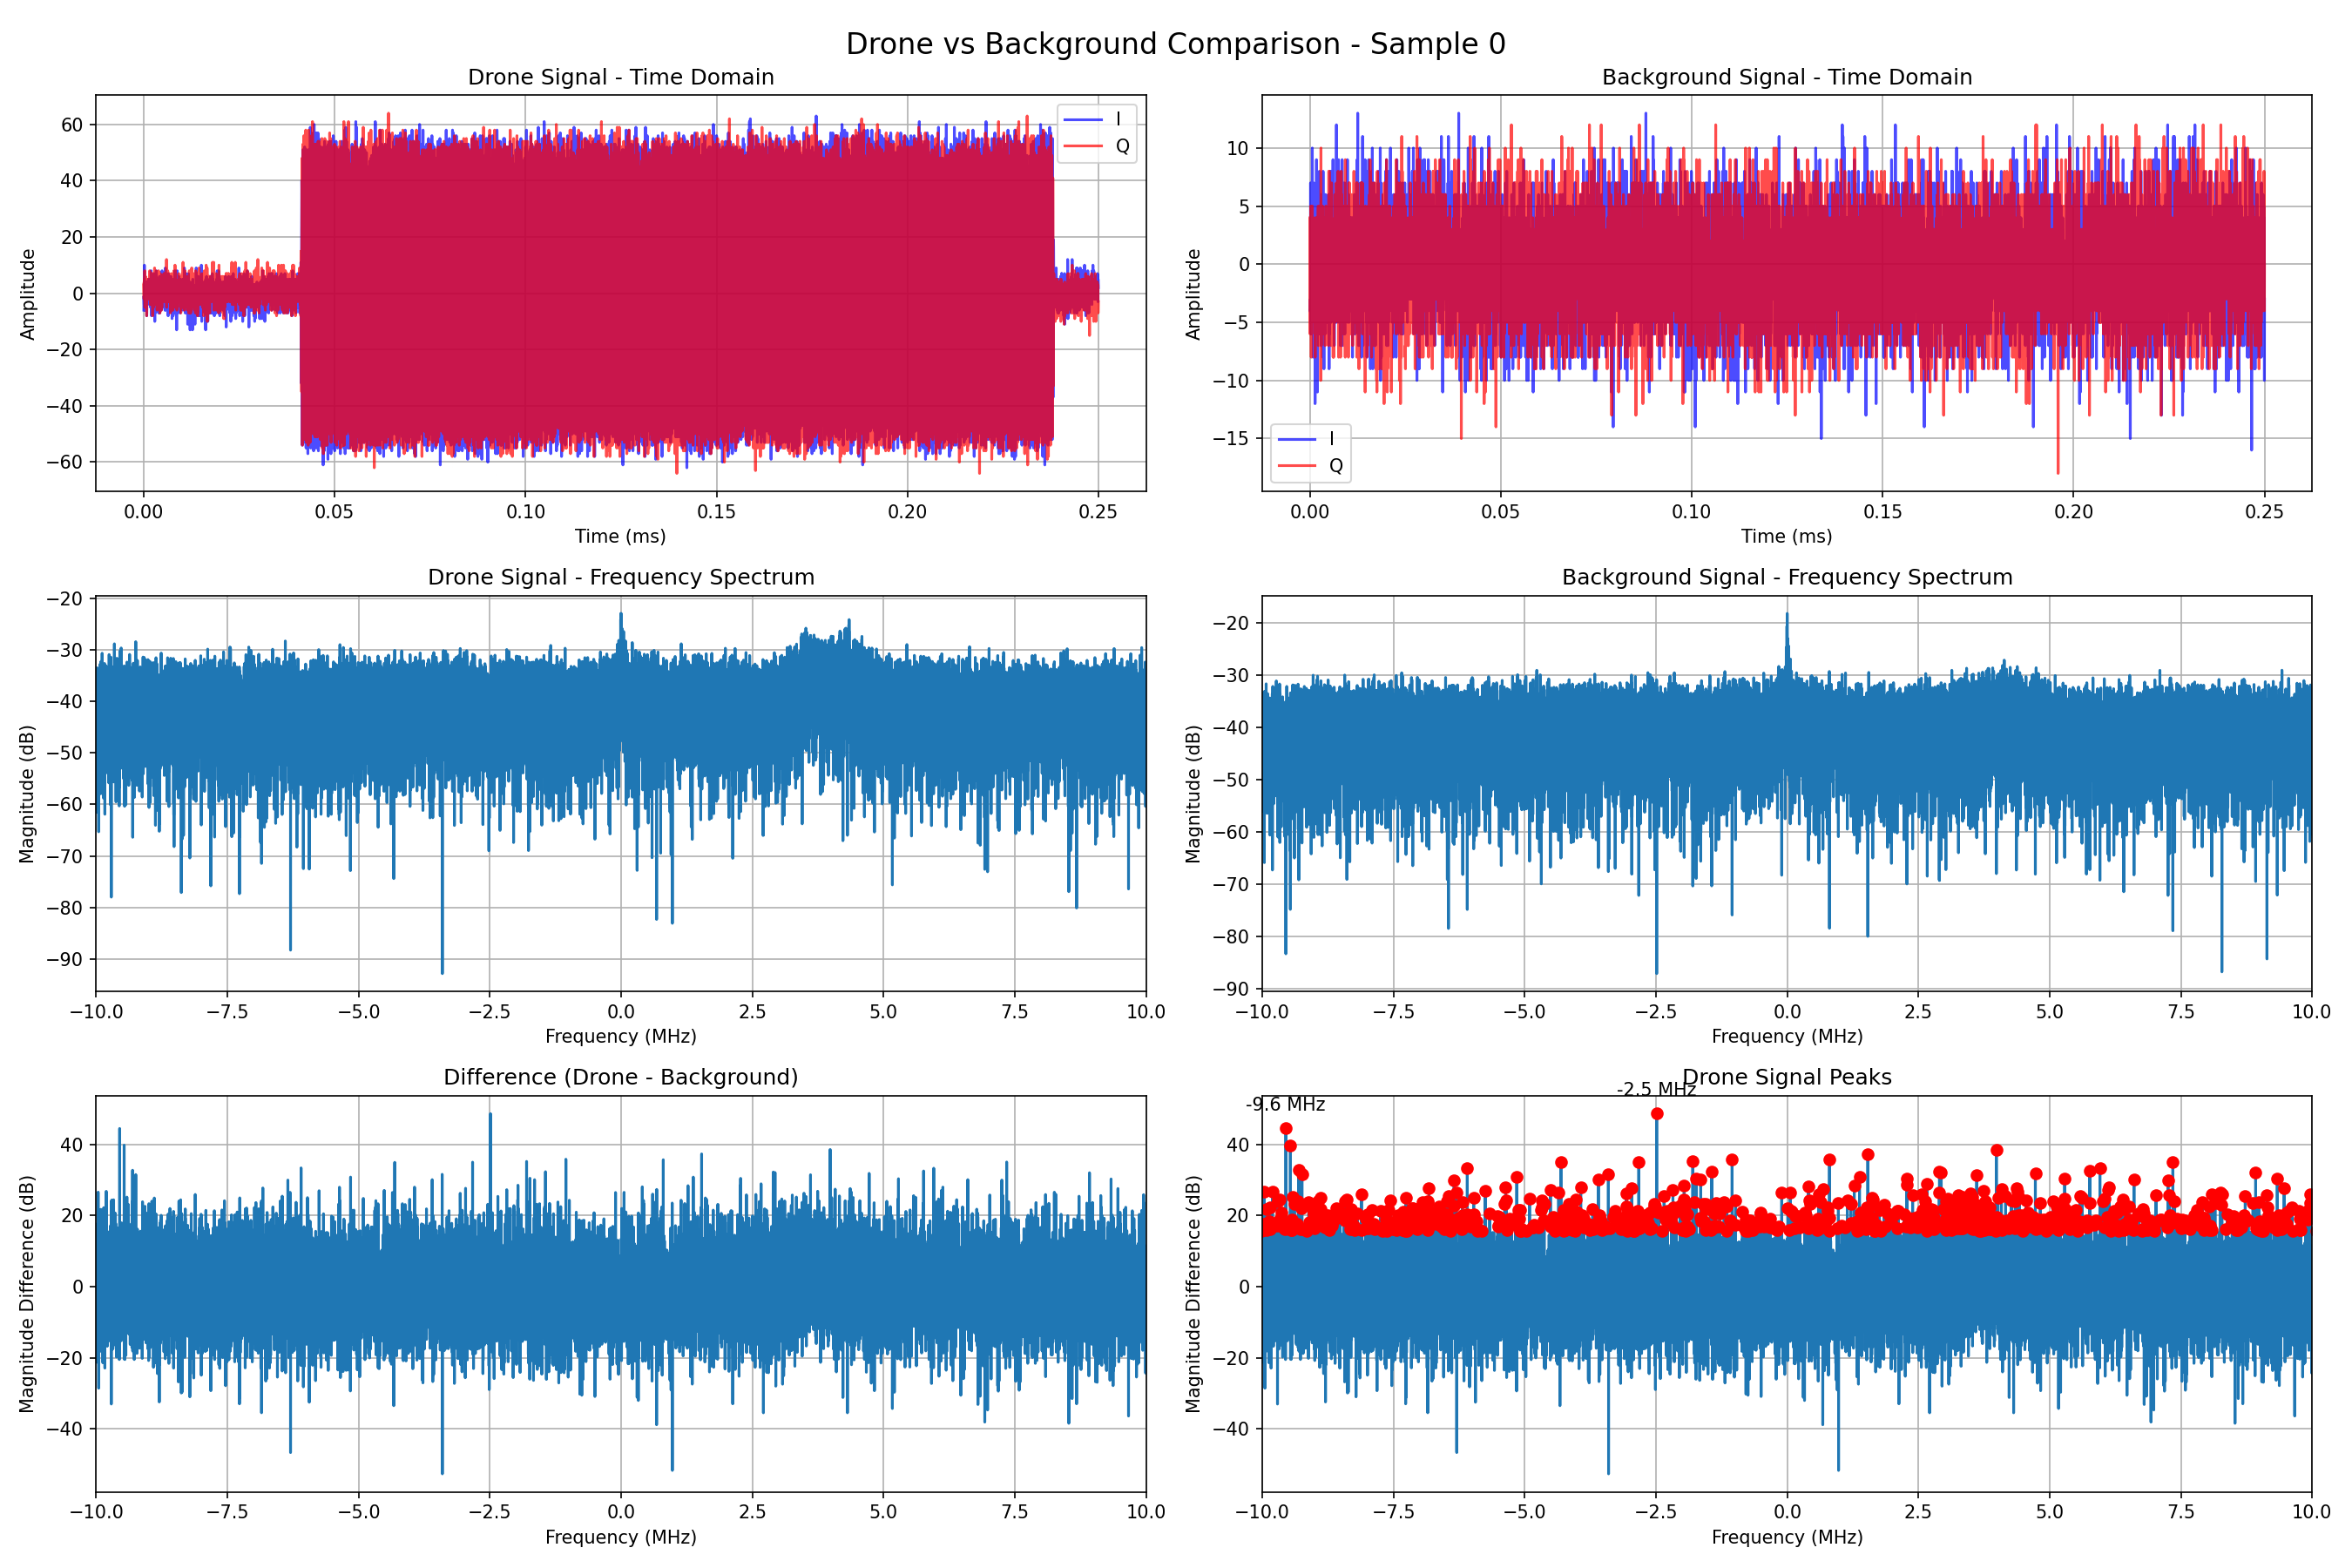 Drone vs Background Comparison - Sample 0
Drone Signal - Time Domain
60
40
20
0
−20
−40
−60
Amplitude
I
Q
0.00 0.05 0.10 0.15 0.20 0.25
Time (ms)
Background Signal - Time Domain
10
5
0
−5
−10
−15
Amplitude
I
Q
0.00 0.05 0.10 0.15 0.20 0.25
Time (ms)
Drone Signal - Frequency Spectrum
−20
−30
−40
−50
−60
−70
−80
−90
Magnitude (dB)
−10.0 −7.5 −5.0 −2.5 0.0 2.5 5.0 7.5 10.0
Frequency (MHz)
Background Signal - Frequency Spectrum
−20
−30
−40
−50
−60
−70
−80
−90
Magnitude (dB)
−10.0 −7.5 −5.0 −2.5 0.0 2.5 5.0 7.5 10.0
Frequency (MHz)
Difference (Drone - Background)
40
20
0
−20
−40
Magnitude Difference (dB)
−10.0 −7.5 −5.0 −2.5 0.0 2.5 5.0 7.5 10.0
Frequency (MHz)
Drone Signal Peaks
-2.5 MHz
-9.6 MHz
40
20
0
−20
−40
Magnitude Difference (dB)
−10.0 −7.5 −5.0 −2.5 0.0 2.5 5.0 7.5 10.0
Frequency (MHz)